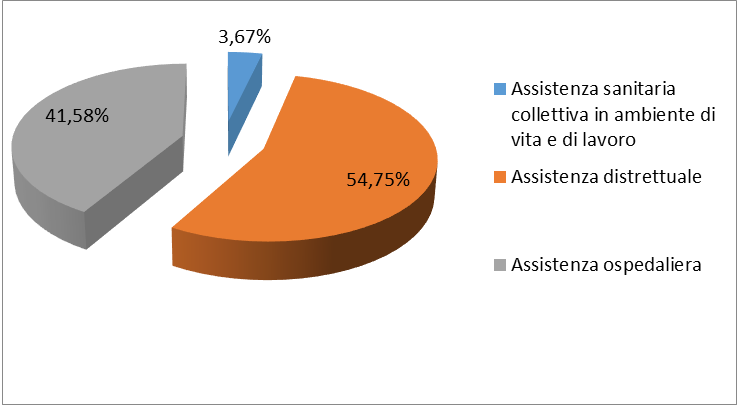 3,67%
41,58%
54,75%
Assistenza sanitaria
collettiva in ambiente di
vita e di lavoro
Assistenza distrettuale
Assistenza ospedaliera